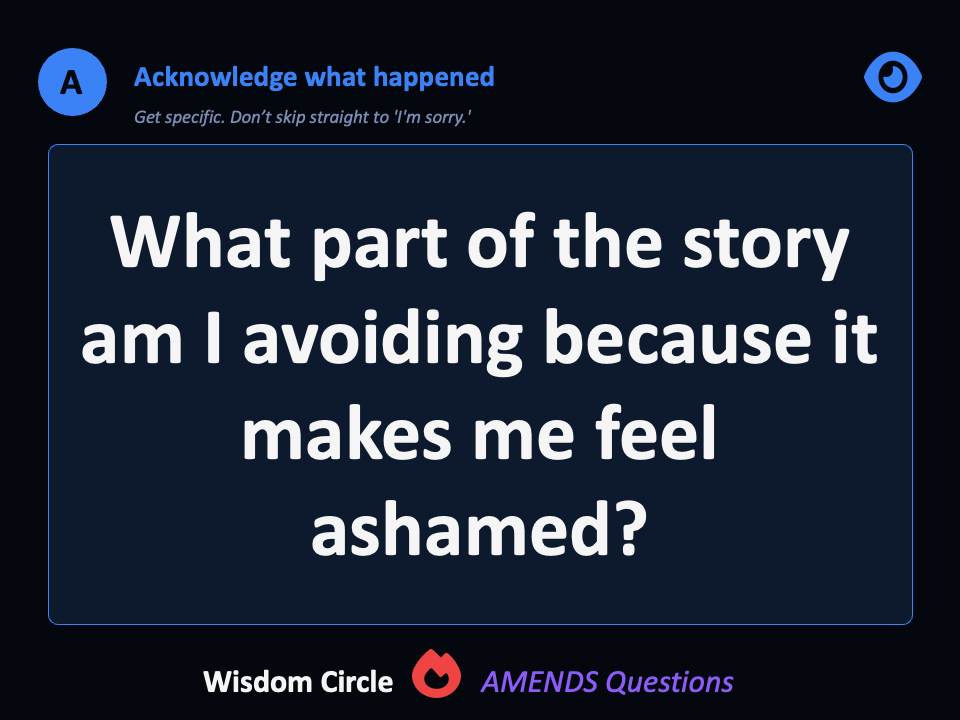 A
Acknowledge what happened
Get specific. Don’t skip straight to 'I'm sorry.'
What part of the story
am I avoiding because it
makes me feel
ashamed?
Wisdom Circle
AMENDS Questions